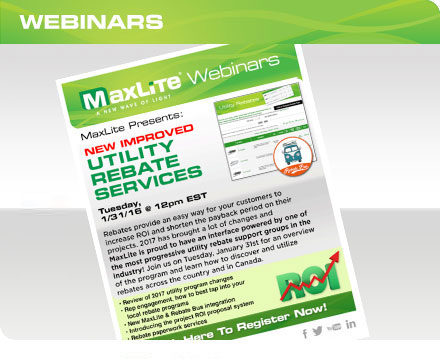 WEBINARS
MAXLITE® Webinars
A NEW WAVE OF LIGHT
MaxLite Presents:
NEW IMPROVED
UTILITY
REBATE
SERVICES
Utility Rebates
Tuesday,
1/31/16 @ 12pm EST
Rebates provide an easy way for your customers to
increase ROI and shorten the payback period on their
projects. 2017 has brought a lot of changes and
MaxLite is proud to have an interface powered by one of
the most progressive utility rebate support groups in the
industry! Join us on Tuesday, January 31st for an overview
of the program and learn how to discover and utilize
rebates across the country and in Canada.
• Review of 2017 utility program changes
• Rep engagement, how to best tap into your
local rebate programs
• New MaxLite & Rebate Bus integration
• Introducing the project ROI proposal system
• Rebate paperwork services
ROI
Here To Register Now!